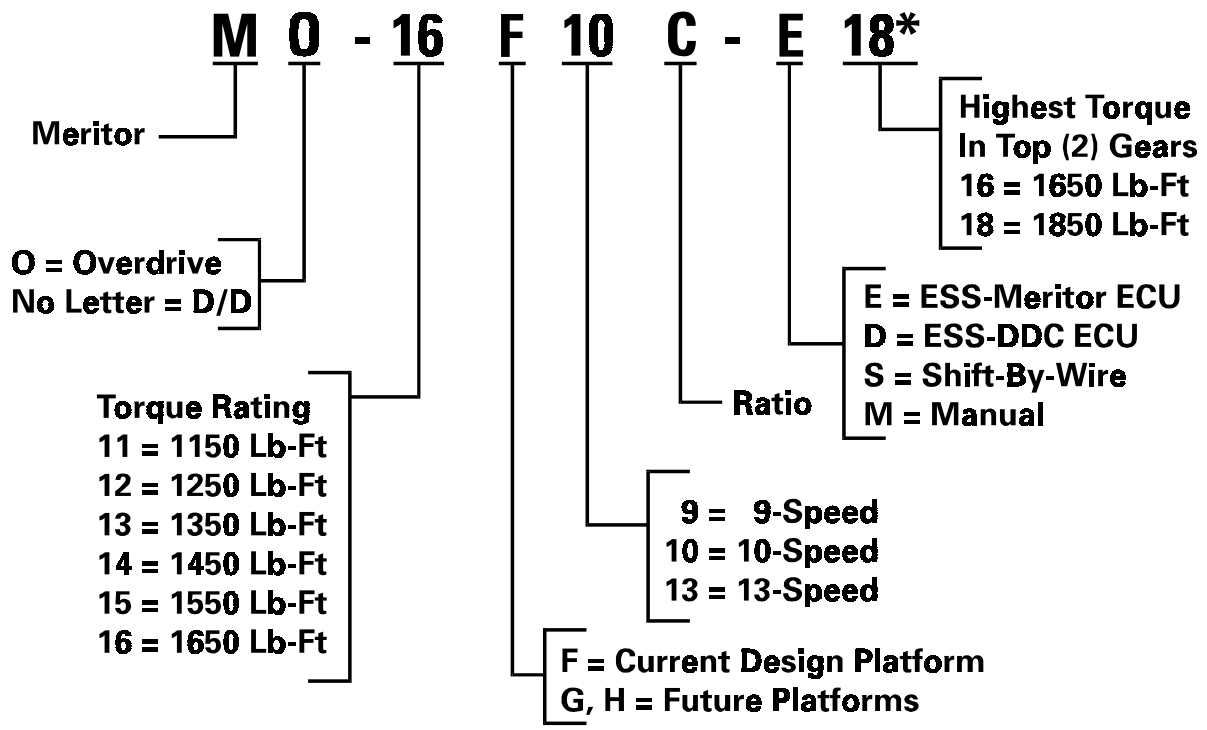 M O - 16 F 10 C - E 18*
Meritor
Highest Torque
In Top (2) Gears
16 = 1650 Lb-Ft
18 = 1850 Lb-Ft
O = Overdrive
No Letter = D/D
E = ESS-Meritor ECU
D = ESS-DDC ECU
S = Shift-By-Wire
M = Manual
Ratio
Torque Rating
11 = 1150 Lb-Ft
12 = 1250 Lb-Ft
13 = 1350 Lb-Ft
14 = 1450 Lb-Ft
15 = 1550 Lb-Ft
16 = 1650 Lb-Ft
9 = 9-Speed
10 = 10-Speed
13 = 13-Speed
F = Current Design Platform
G, H = Future Platforms